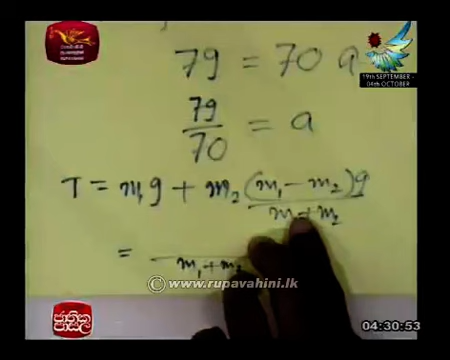 79 = 70 a
19TH SEPTEMBER -
04TH OCTOBER
79/70 = a
T = m₁g + m₂(m₁ - m₂)g/(m₁ + m₂)
= /(m₁ + m₂)
© www.rupavahini.lk
ජාතික
පාසල
04:30:53